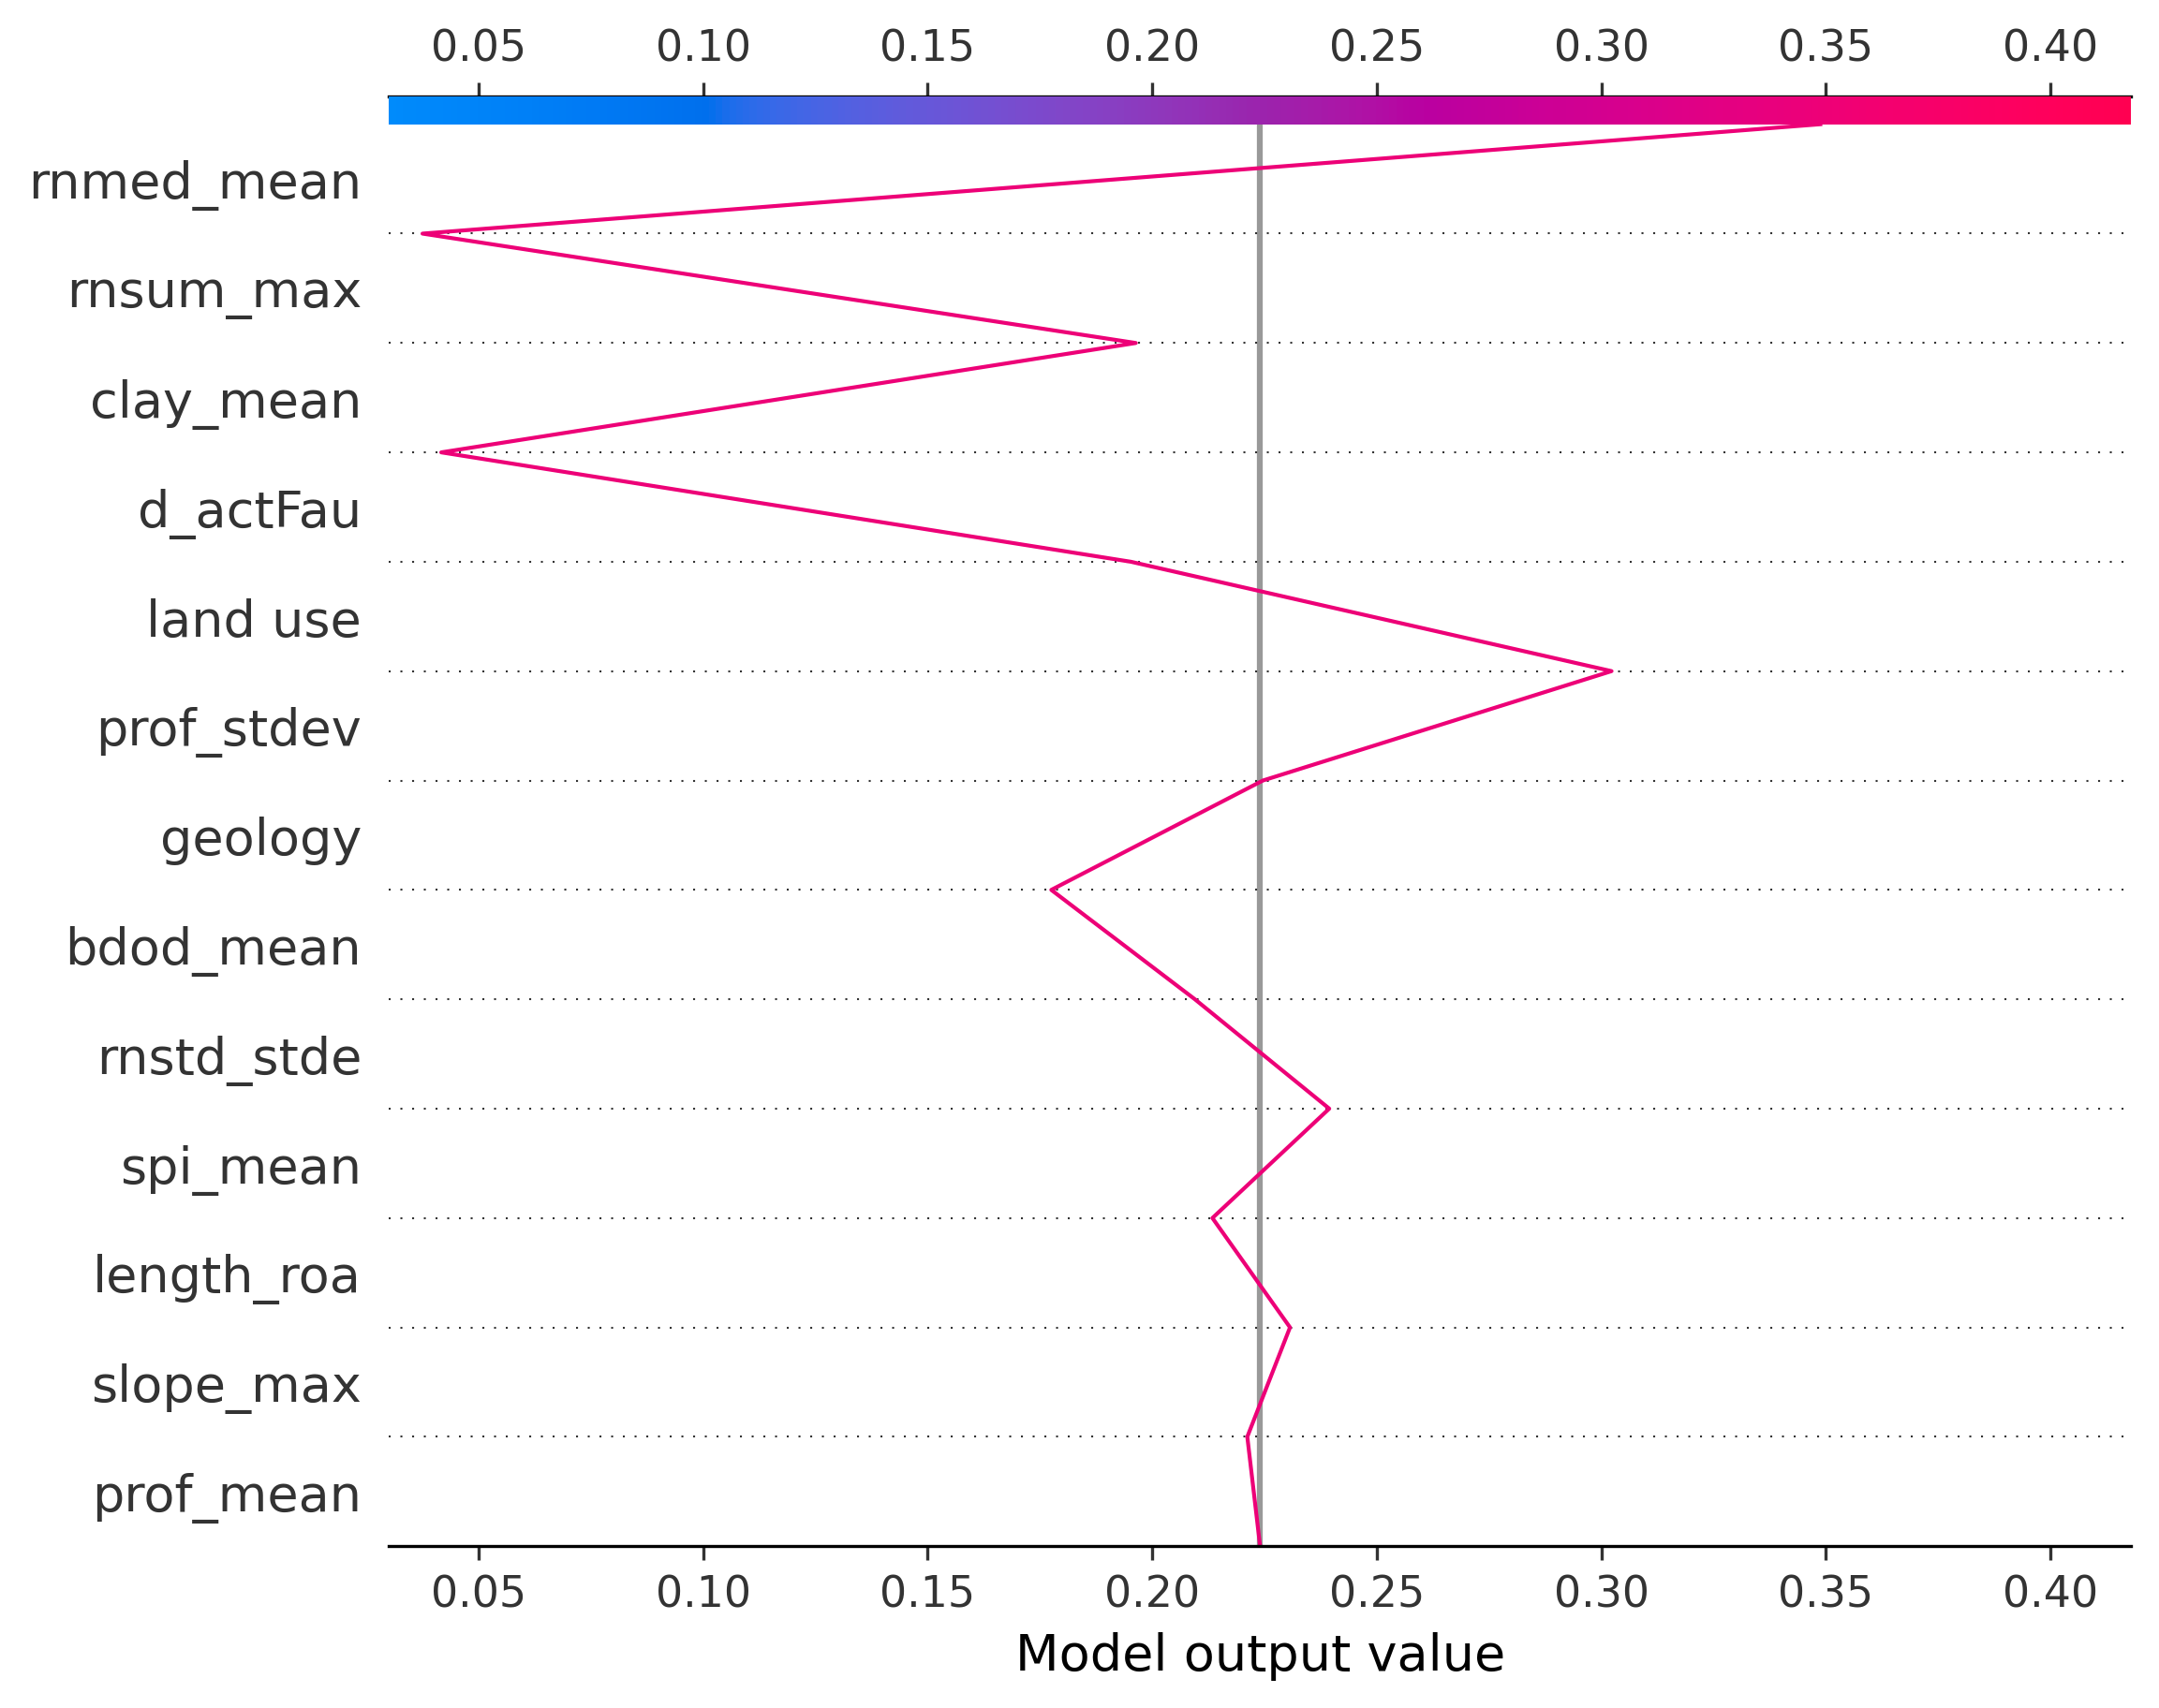 0.05 0.10 0.15 0.20 0.25 0.30 0.35 0.40
rnmed_mean
rnsum_max
clay_mean
d_actFau
land use
prof_stdev
geology
bdod_mean
rnstd_stde
spi_mean
length_roa
slope_max
prof_mean
0.05 0.10 0.15 0.20 0.25 0.30 0.35 0.40
Model output value